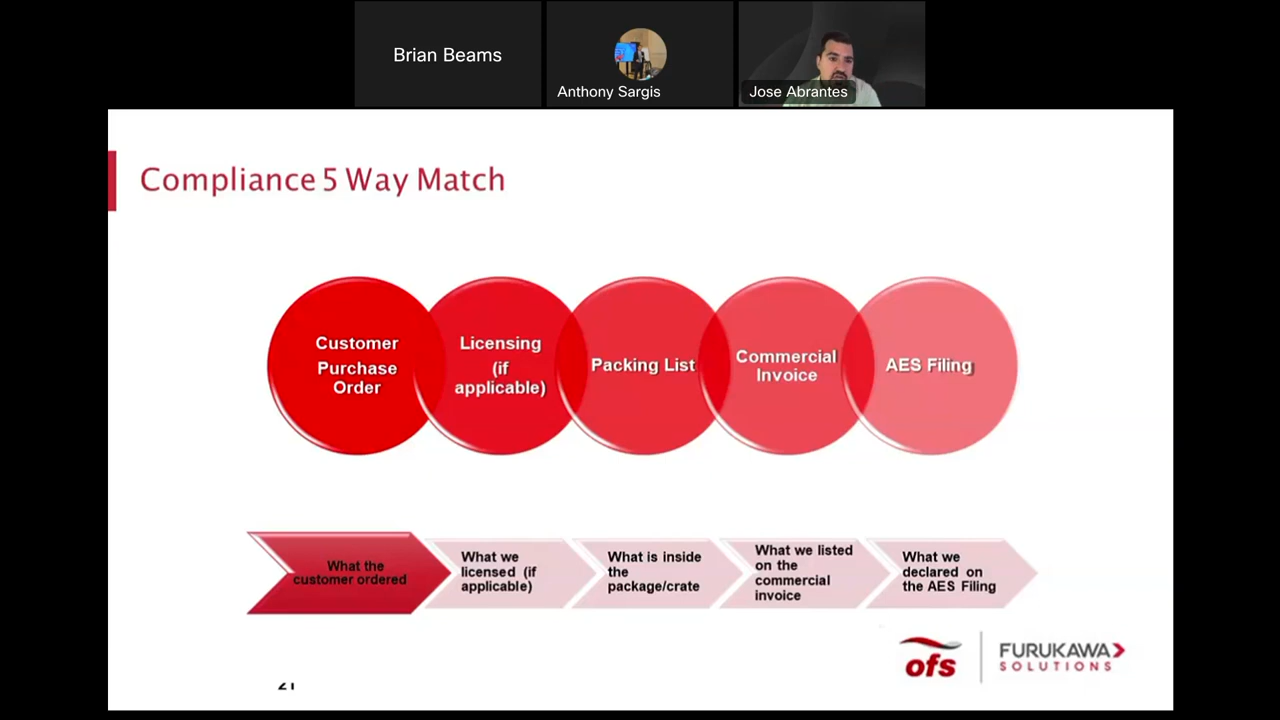 Brian Beams
Anthony Sargis
Jose Abrantes
Compliance 5 Way Match
Customer
Purchase
Order
Licensing
(if
applicable)
Packing List
Commercial
Invoice
AES Filing
What the
customer ordered
What we
licensed (if
applicable)
What is inside
the
package/crate
What we listed
on the
commercial
invoice
What we
declared on
the AES Filing
ofs
FURUKAWA
SOLUTIONS
21